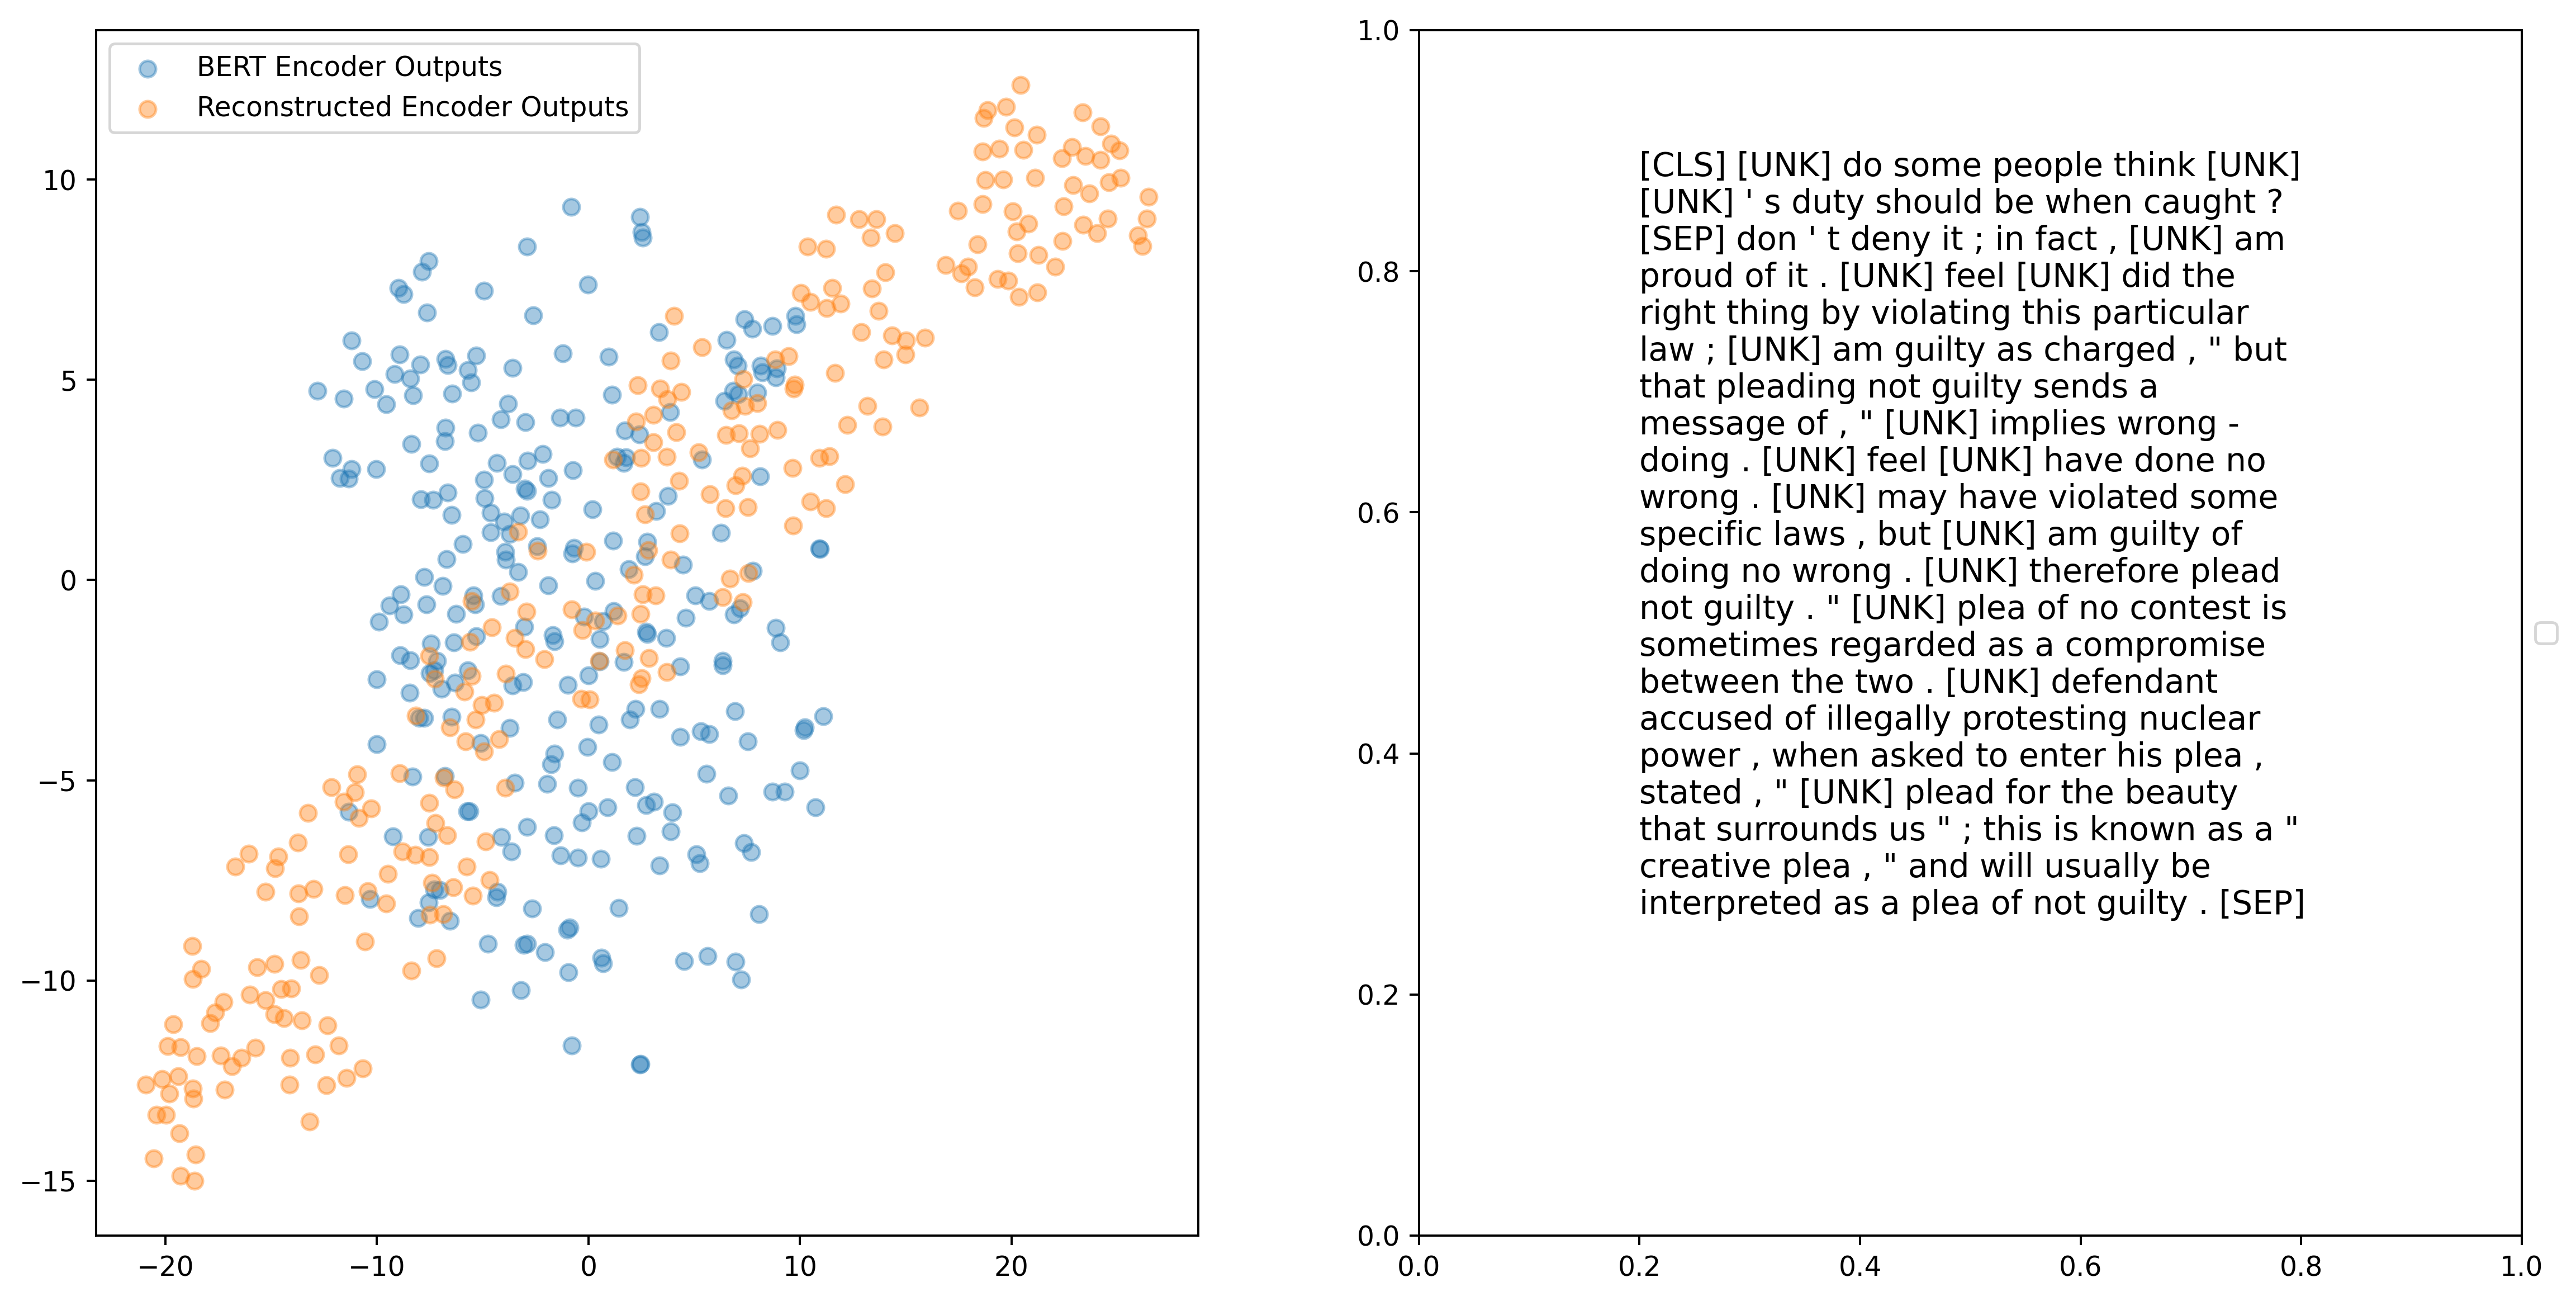 BERT Encoder Outputs
Reconstructed Encoder Outputs
10
5
0
−5
−10
−15
−20
−10
0
10
20
1.0
0.8
0.6
0.4
0.2
0.0
0.0
0.2
0.4
0.6
0.8
1.0
[CLS] [UNK] do some people think [UNK]
[UNK] ' s duty should be when caught ?
[SEP] don ' t deny it ; in fact , [UNK] am
proud of it . [UNK] feel [UNK] did the
right thing by violating this particular
law ; [UNK] am guilty as charged , " but
that pleading not guilty sends a
message of , " [UNK] implies wrong -
doing . [UNK] feel [UNK] have done no
wrong . [UNK] may have violated some
specific laws , but [UNK] am guilty of
doing no wrong . [UNK] therefore plead
not guilty . " [UNK] plea of no contest is
sometimes regarded as a compromise
between the two . [UNK] defendant
accused of illegally protesting nuclear
power , when asked to enter his plea ,
stated , " [UNK] plead for the beauty
that surrounds us " ; this is known as a "
creative plea , " and will usually be
interpreted as a plea of not guilty . [SEP]